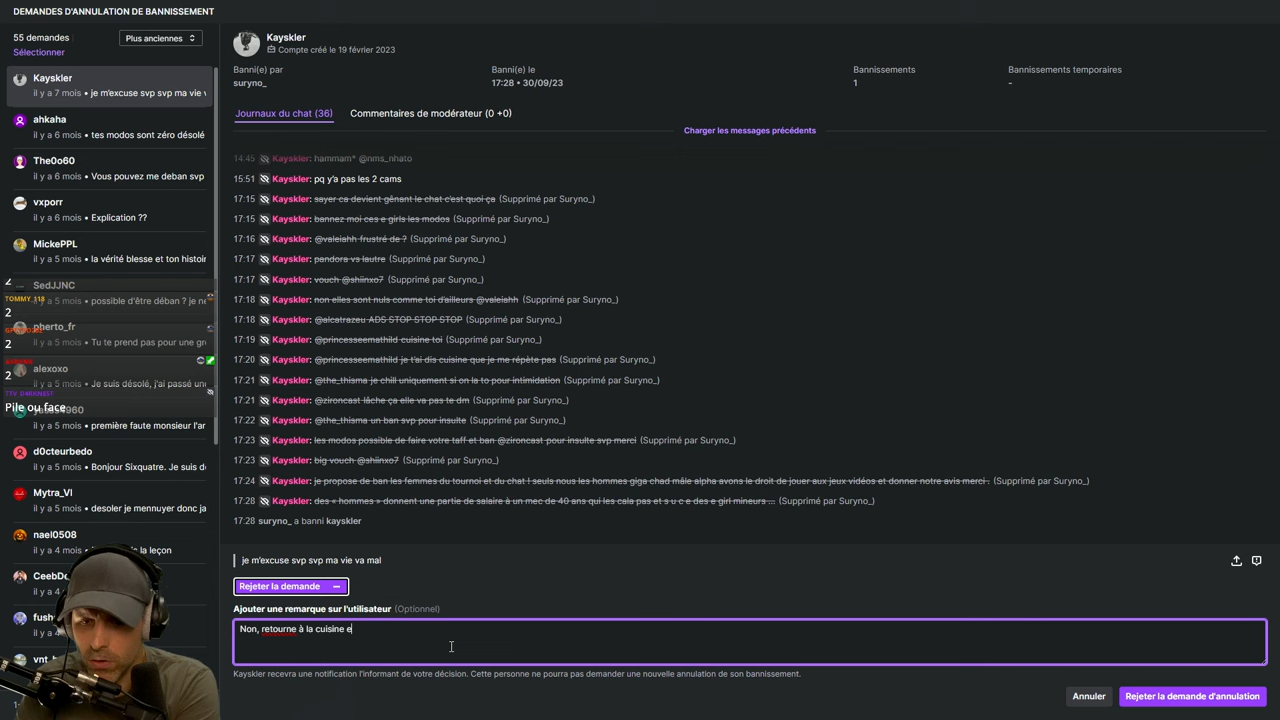 DEMANDES D'ANNULATION DE BANNISSEMENT
55 demandes
Plus anciennes
Sélectionner
Kayskler
il y a 7 mois • je m'excuse svp svp ma vie v
ahkaha
il y a 6 mois • tes modos sont zéro désolé
The0o60
il y a 6 mois • Vous pouvez me deban svp
vxporr
il y a 6 mois • Explication ??
MickePPL
il y a 5 mois • la vérité blesse et ton histoir
2
SedJJNC
TOMMY_118
a 5 mois • possible d'être déban ? je ne
2
pherto_fr
2
il y a 5 mois • Tu te prend pas pour une gr
alexoxo
2
il y a 5 mois • Je suis désolé, j'ai passé un
Pile ou face
960
il y a 5 mois • première faute monsieur l'ar
d0cteurbedo
il y a 5 mois • Bonjour Sixquatre. Je suis d
Mytra_VI
il y a 5 mois • desoler je mennuyer donc ja
nael0508
il y a 4 mois
la leçon
CeebD
il y a 4
fush
il y a
vnt_
Kayskler
Compte créé le 19 février 2023
Banni(e) par
Banni(e) le
Bannissements
Bannissements temporaires
suryno_
17:28 • 30/09/23
1
-
Journaux du chat (36)
Commentaires de modérateur (0 +0)
Charger les messages précédents
14:45 Kayskler: hammam* @nms_nhato
15:51 Kayskler: pq y'a pas les 2 cams
17:15 Kayskler: sayer ca devient gênant le chat c'est quoi ça (Supprimé par Suryno_)
17:15 Kayskler: bannez moi ces e girls les modos (Supprimé par Suryno_)
17:16 Kayskler: @valeiahh frustré de ? (Supprimé par Suryno_)
17:17 Kayskler: pandora vs lautre (Supprimé par Suryno_)
17:17 Kayskler: vouch @shiinxo7 (Supprimé par Suryno_)
17:18 Kayskler: non elles sont nuls comme toi d'ailleurs @valeiahh (Supprimé par Suryno_)
17:18 Kayskler: @alcatrazeu ADS STOP STOP STOP (Supprimé par Suryno_)
17:19 Kayskler: @princesseemathild cuisine toi (Supprimé par Suryno_)
17:20 Kayskler: @princesseemathild je t'ai dis cuisine que je me répète pas (Supprimé par Suryno_)
17:21 Kayskler: @the_thisma je chill uniquement si on la to pour intimidation (Supprimé par Suryno_)
17:21 Kayskler: @zironcast lâche ça elle va pas te dm (Supprimé par Suryno_)
17:22 Kayskler: @the_thisma un ban svp pour insulte (Supprimé par Suryno_)
17:23 Kayskler: les modos possible de faire votre taff et ban @zironcast pour insulte svp merci (Supprimé par Suryno_)
17:23 Kayskler: big vouch @shiinxo7 (Supprimé par Suryno_)
17:24 Kayskler: je propose de ban les femmes du tournoi et du chat ! seuls nous les hommes giga chad mâle alpha avons le droit de jouer aux jeux vidéos et donner notre avis merci . (Supprimé par Suryno_)
17:28 Kayskler: des « hommes » donnent une partie de salaire à un mec de 40 ans qui les cala pas et s u c e des e girl mineurs ... (Supprimé par Suryno_)
17:28 suryno_ a banni kayskler
je m'excuse svp svp ma vie va mal
Rejeter la demande
Ajouter une remarque sur l'utilisateur (Optionnel)
Non, retourne à la cuisine e
Kayskler recevra une notification l'informant de votre décision. Cette personne ne pourra pas demander une nouvelle annulation de son bannissement.
Annuler
Rejeter la demande d'annulation